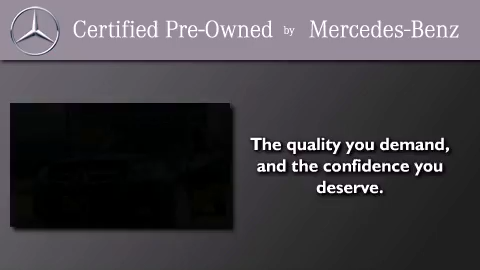 Certified Pre-Owned by Mercedes-Benz
The quality you demand,
and the confidence you
deserve.